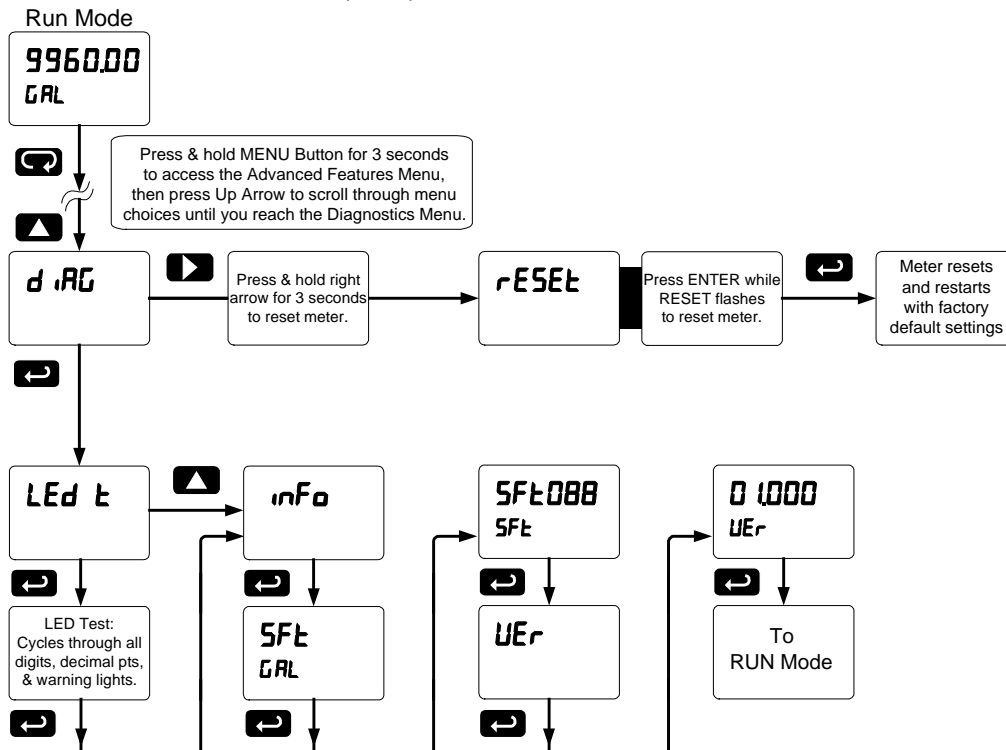 Run Mode
9960.00
GAL
Press & hold MENU Button for 3 seconds
to access the Advanced Features Menu,
then press Up Arrow to scroll through menu
choices until you reach the Diagnostics Menu.
d iAG
Press & hold right
arrow for 3 seconds
to reset meter.
rESEt
Press ENTER while
RESET flashes
to reset meter.
Meter resets
and restarts
with factory
default settings
LEd t
inFo
SFt088
SFt
01.000
VEr
LED Test:
Cycles through all
digits, decimal pts,
& warning lights.
SFt
GAL
VEr
To
RUN Mode